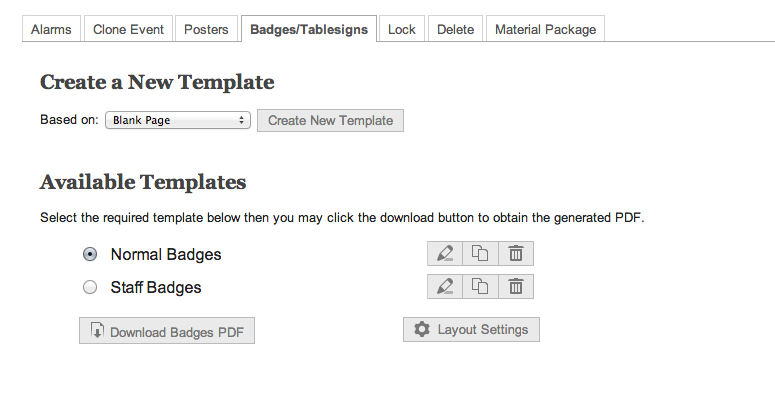 Alarms Clone Event Posters Badges/Tablesigns Lock Delete Material Package
Create a New Template
Based on: Blank Page Create New Template
Available Templates
Select the required template below then you may click the download button to obtain the generated PDF.
Normal Badges
Staff Badges
Download Badges PDF Layout Settings